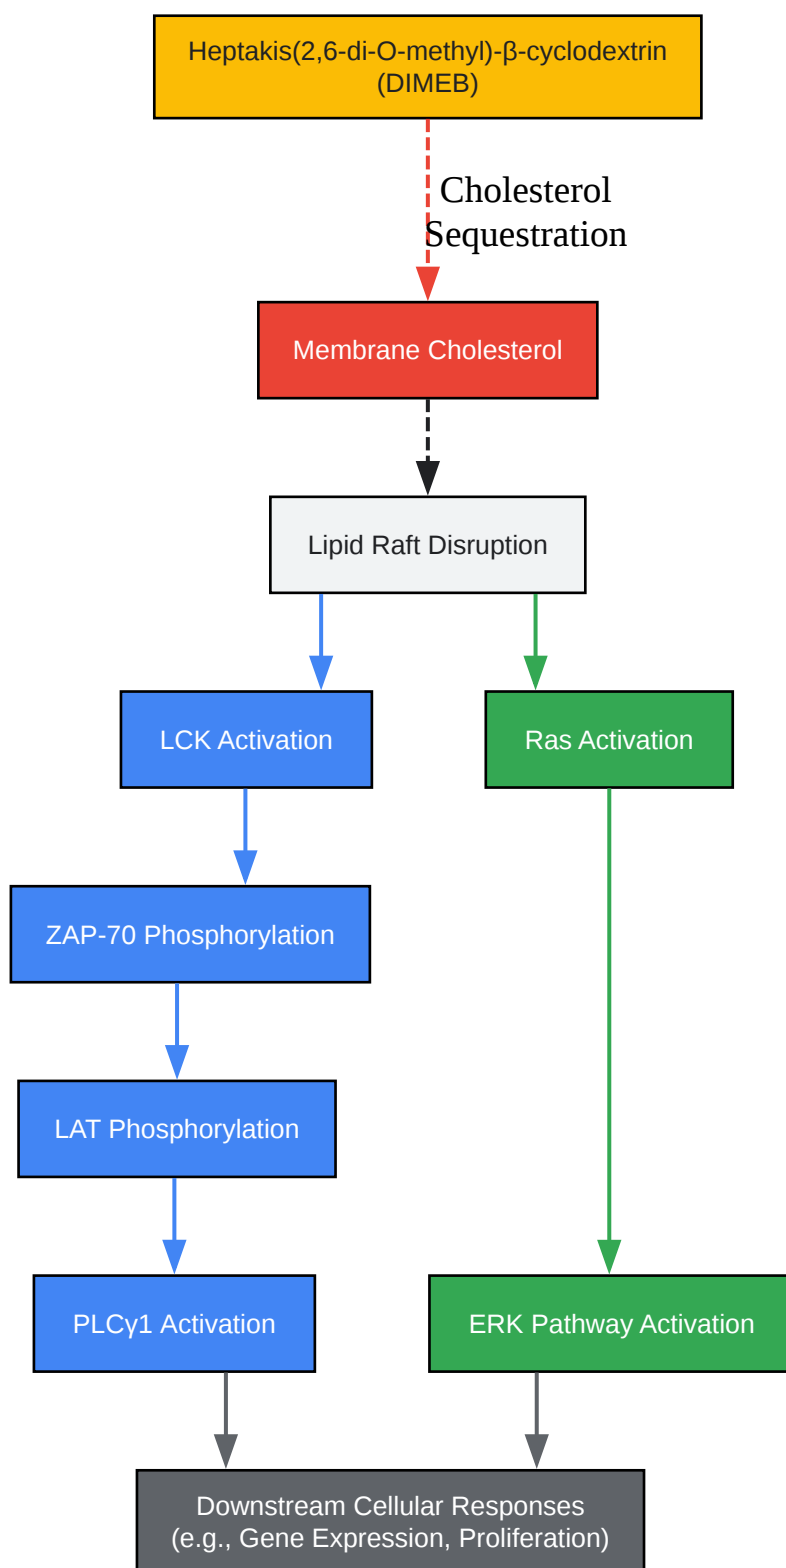 Heptakis(2,6-di-O-methyl)-β-cyclodextrin
(DIMEB)
Cholesterol
Sequestration
Membrane Cholesterol
Lipid Raft Disruption
LCK Activation
Ras Activation
ZAP-70 Phosphorylation
LAT Phosphorylation
PLCγ1 Activation
ERK Pathway Activation
Downstream Cellular Responses
(e.g., Gene Expression, Proliferation)